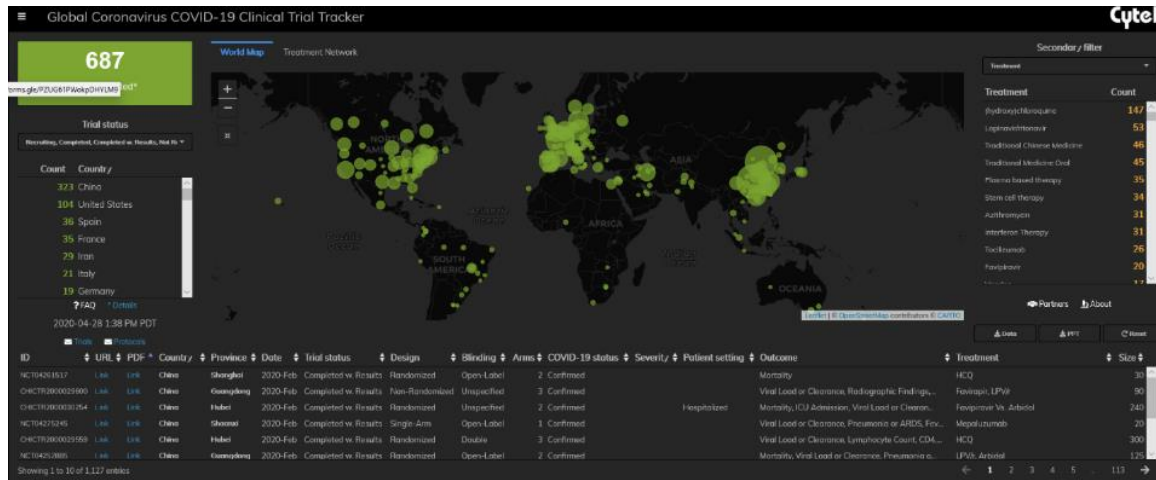 Global Coronavirus COVID-19 Clinical Trial Tracker
Cytel
687
Trial status
Recruiting, Completed, Completed w. Results, Not
Count Country
323 China
104 United States
36 Spain
35 France
29 Iran
21 Italy
19 Germany
? FAQ * Details
2020-04-28 1:38 PM PDT
Trials Protocols
World Map Treatment Network
+
−
NORTH AMERICA
SOUTH AMERICA
AFRICA
ASIA
OCEANIA
Leaflet | © OpenStreetMap contributors © CARTO
Secondary filter
Treatment
Treatment Count
(hydroxy)chloroquine 147
Lopinavir/ritonavir 53
Traditional Chinese Medicine 46
Traditional Medicine Oral 45
Plasma based therapy 35
Stem cell therapy 34
Azithromycin 31
Interferon Therapy 31
Tocilizumab 26
Favipiravir 20
Partners About
Data PPT Reset
ID URL PDF Country Province Date Trial status Design Blinding Arms COVID-19 status Severity Patient setting Outcome Treatment Size
NCT04261517 Link Link China Shanghai 2020-Feb Completed w. Results Randomized Open-Label 2 Confirmed Mortality HCQ 30
CHICTR2000029600 Link Link China Guangdong 2020-Feb Completed w. Results Non-Randomized Unspecified 3 Confirmed Viral Load or Clearance, Radiographic Findings,... Favirapir, LPV/r 90
CHICTR2000030254 Link Link China Hubei 2020-Feb Completed w. Results Randomized Unspecified 2 Confirmed Hospitalized Mortality, ICU Admission, Viral Load or Clearan... Favipiravir Vs. Arbidol 240
NCT04275245 Link Link China Shaanxi 2020-Feb Completed w. Results Single-Arm Open-Label 1 Confirmed Viral Load or Clearance, Pneumonia or ARDS, Fev... Mepolizumab 20
CHICTR2000029559 Link Link China Hubei 2020-Feb Completed w. Results Randomized Double 3 Confirmed Viral Load or Clearance, Lymphocyte Count, CD4... HCQ 300
NCT04252885 Link Link China Guangdong 2020-Feb Completed w. Results Randomized Open-Label 2 Confirmed Mortality, Viral Load or Clearance, Pneumonia o... LPV/r, Arbidol 125
Showing 1 to 10 of 1,127 entries
← 1 2 3 4 5 113 →